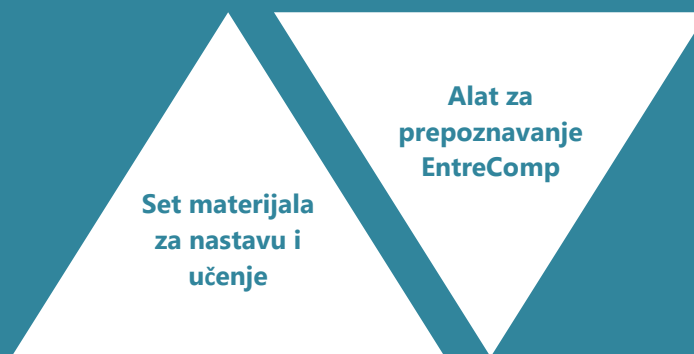 Set materijala
za nastavu i
učenje
Alat za
prepoznavanje
EntreComp